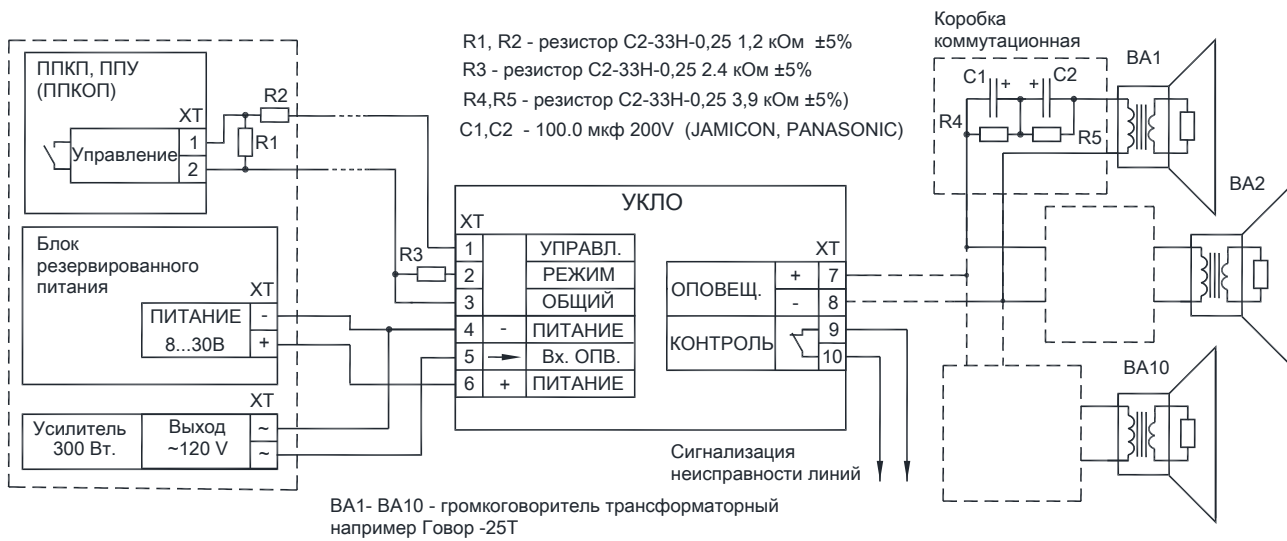 R1, R2 - резистор С2-33Н-0,25 1,2 кОм ±5%
R3 - резистор С2-33Н-0,25 2.4 кОм ±5%
R4,R5 - резистор С2-33Н-0,25 3,9 кОм ±5%)
С1,С2 - 100.0 мкф 200V (JAMICON, PANASONIC)
ППКП, ППУ
(ППКОП)
ХТ
Управление
1
2
R2
R1
Блок
резервированного
питания
ХТ
ПИТАНИЕ -
8...30В +
ХТ
Усилитель
300 Вт.
Выход
~120 V
~
~
R3
УКЛО
ХТ
1 УПРАВЛ.
2 РЕЖИМ
3 ОБЩИЙ
4 - ПИТАНИЕ
5 Вх. ОПВ.
6 + ПИТАНИЕ
ХТ
ОПОВЕЩ.
+ 7
- 8
КОНТРОЛЬ
9
10
Сигнализация
неисправности линий
Коробка
коммутационная
С1 + + С2
R4
R5
ВА1
ВА2
ВА10
ВА1- ВА10 - громкоговоритель трансформаторный
например Говор -25Т